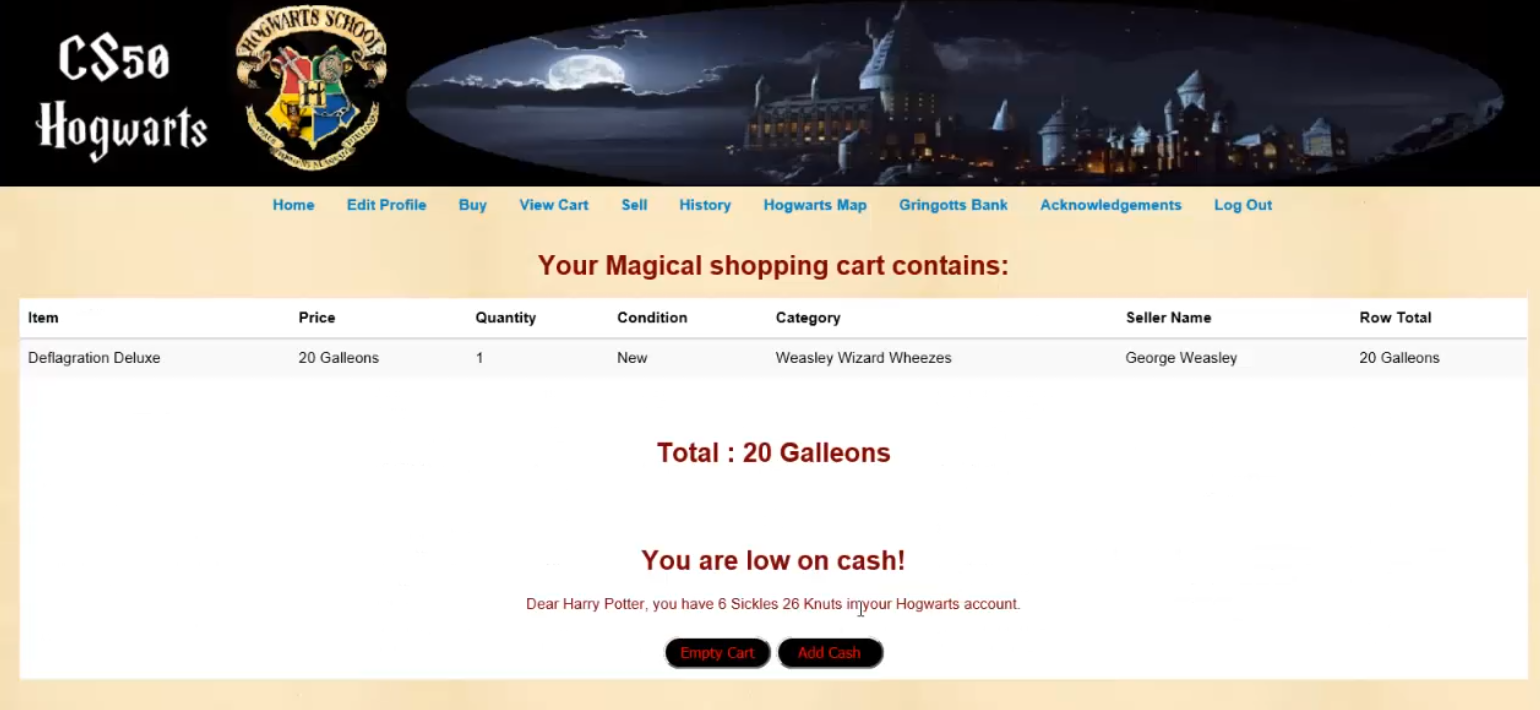 CS50
Hogwarts
HOGWARTS SCHOOL
H
Home Edit Profile Buy View Cart Sell History Hogwarts Map Gringotts Bank Acknowledgements Log Out
Your Magical shopping cart contains:
Item Price Quantity Condition Category Seller Name Row Total
Deflagration Deluxe 20 Galleons 1 New Weasley Wizard Wheezes George Weasley 20 Galleons
Total : 20 Galleons
You are low on cash!
Dear Harry Potter, you have 6 Sickles 26 Knuts in your Hogwarts account.
Empty Cart Add Cash